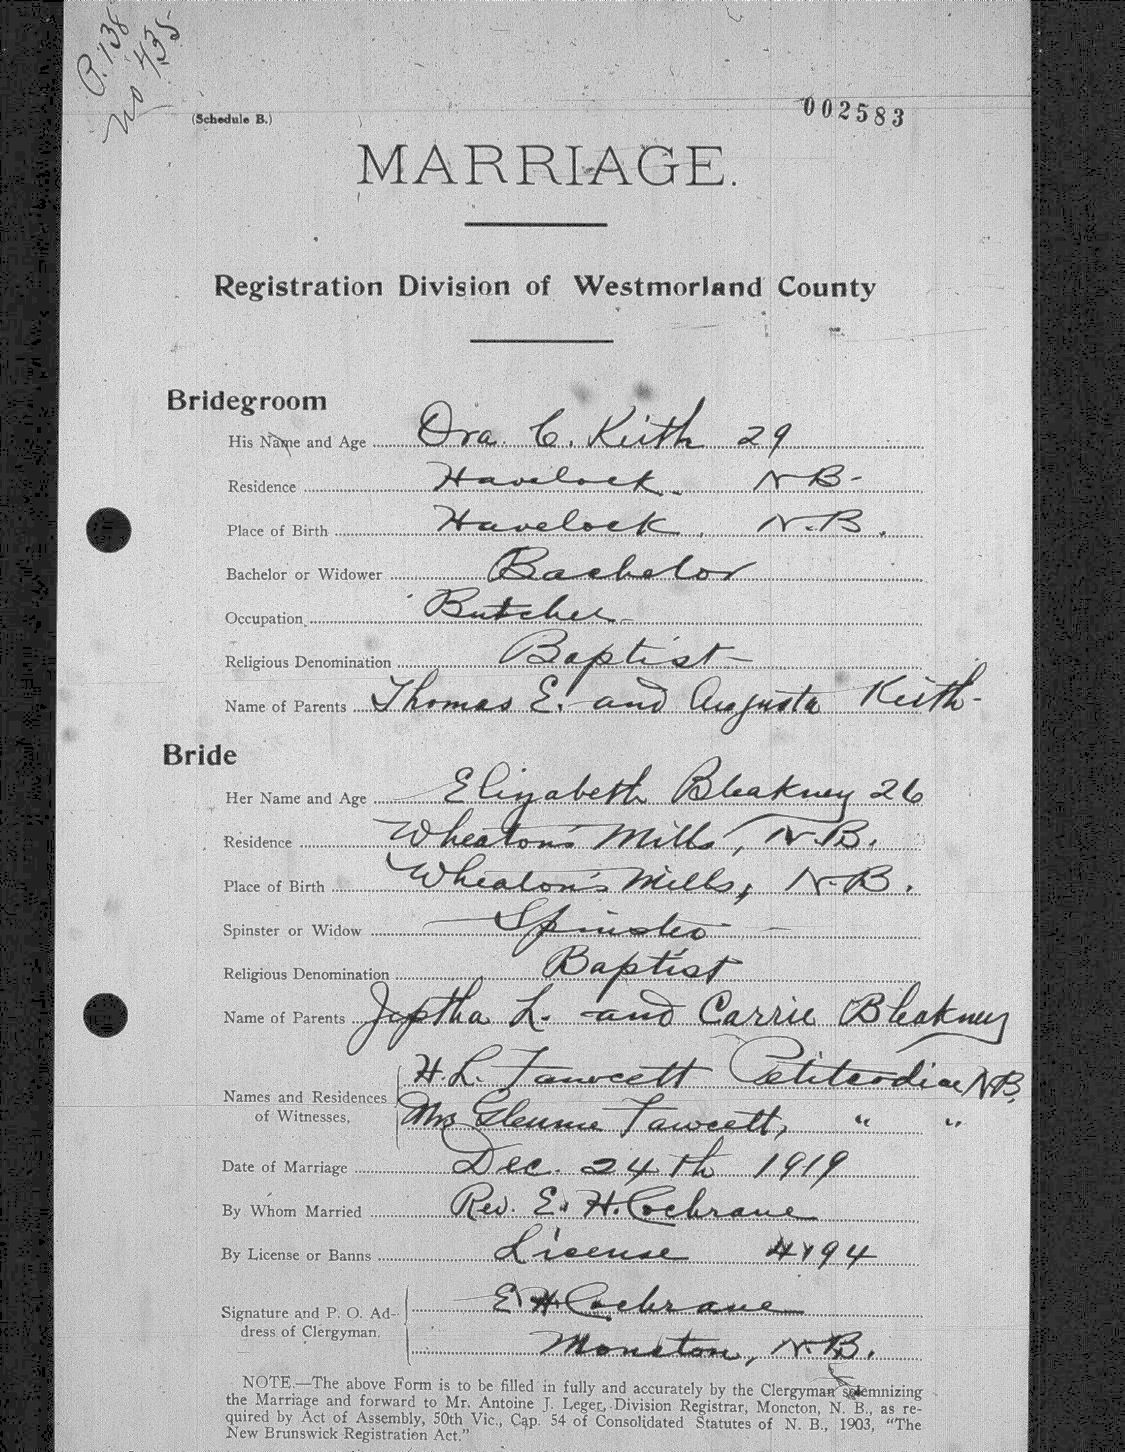 P. 138
No 435
(Schedule B.)
002583
MARRIAGE.
Registration Division of Westmorland County
Bridegroom
His Name and Age Ora. C. Keith 29
Residence Havelock. N B-
Place of Birth Havelock, N.B.
Bachelor or Widower Bachelor
Occupation Butcher
Religious Denomination Baptist
Name of Parents Thomas E. and Augusta Keith
Bride
Her Name and Age Elizabeth Bleakney 26
Residence Wheaton's Mills, N.B.
Place of Birth Wheaton's Mills, N.B.
Spinster or Widow Spinster
Religious Denomination Baptist
Name of Parents Jeptha L. and Carrie Bleakney
Names and Residences of Witnesses, H. L. Fawcett Petitcodiac N.B.
Mrs Glennie Fawcett, " "
Date of Marriage Dec. 24th 1919
By Whom Married Rev. E. H. Cochrane
By License or Banns License 4194
Signature and P. O. Ad- E H Cochrane
dress of Clergyman. Moncton, N.B.
NOTE.—The above Form is to be filled in fully and accurately by the Clergyman solemnizing
the Marriage and forward to Mr. Antoine J. Leger, Division Registrar, Moncton, N. B., as re-
quired by Act of Assembly, 50th Vic., Cap. 54 of Consolidated Statutes of N. B., 1903, "The
New Brunswick Registration Act."